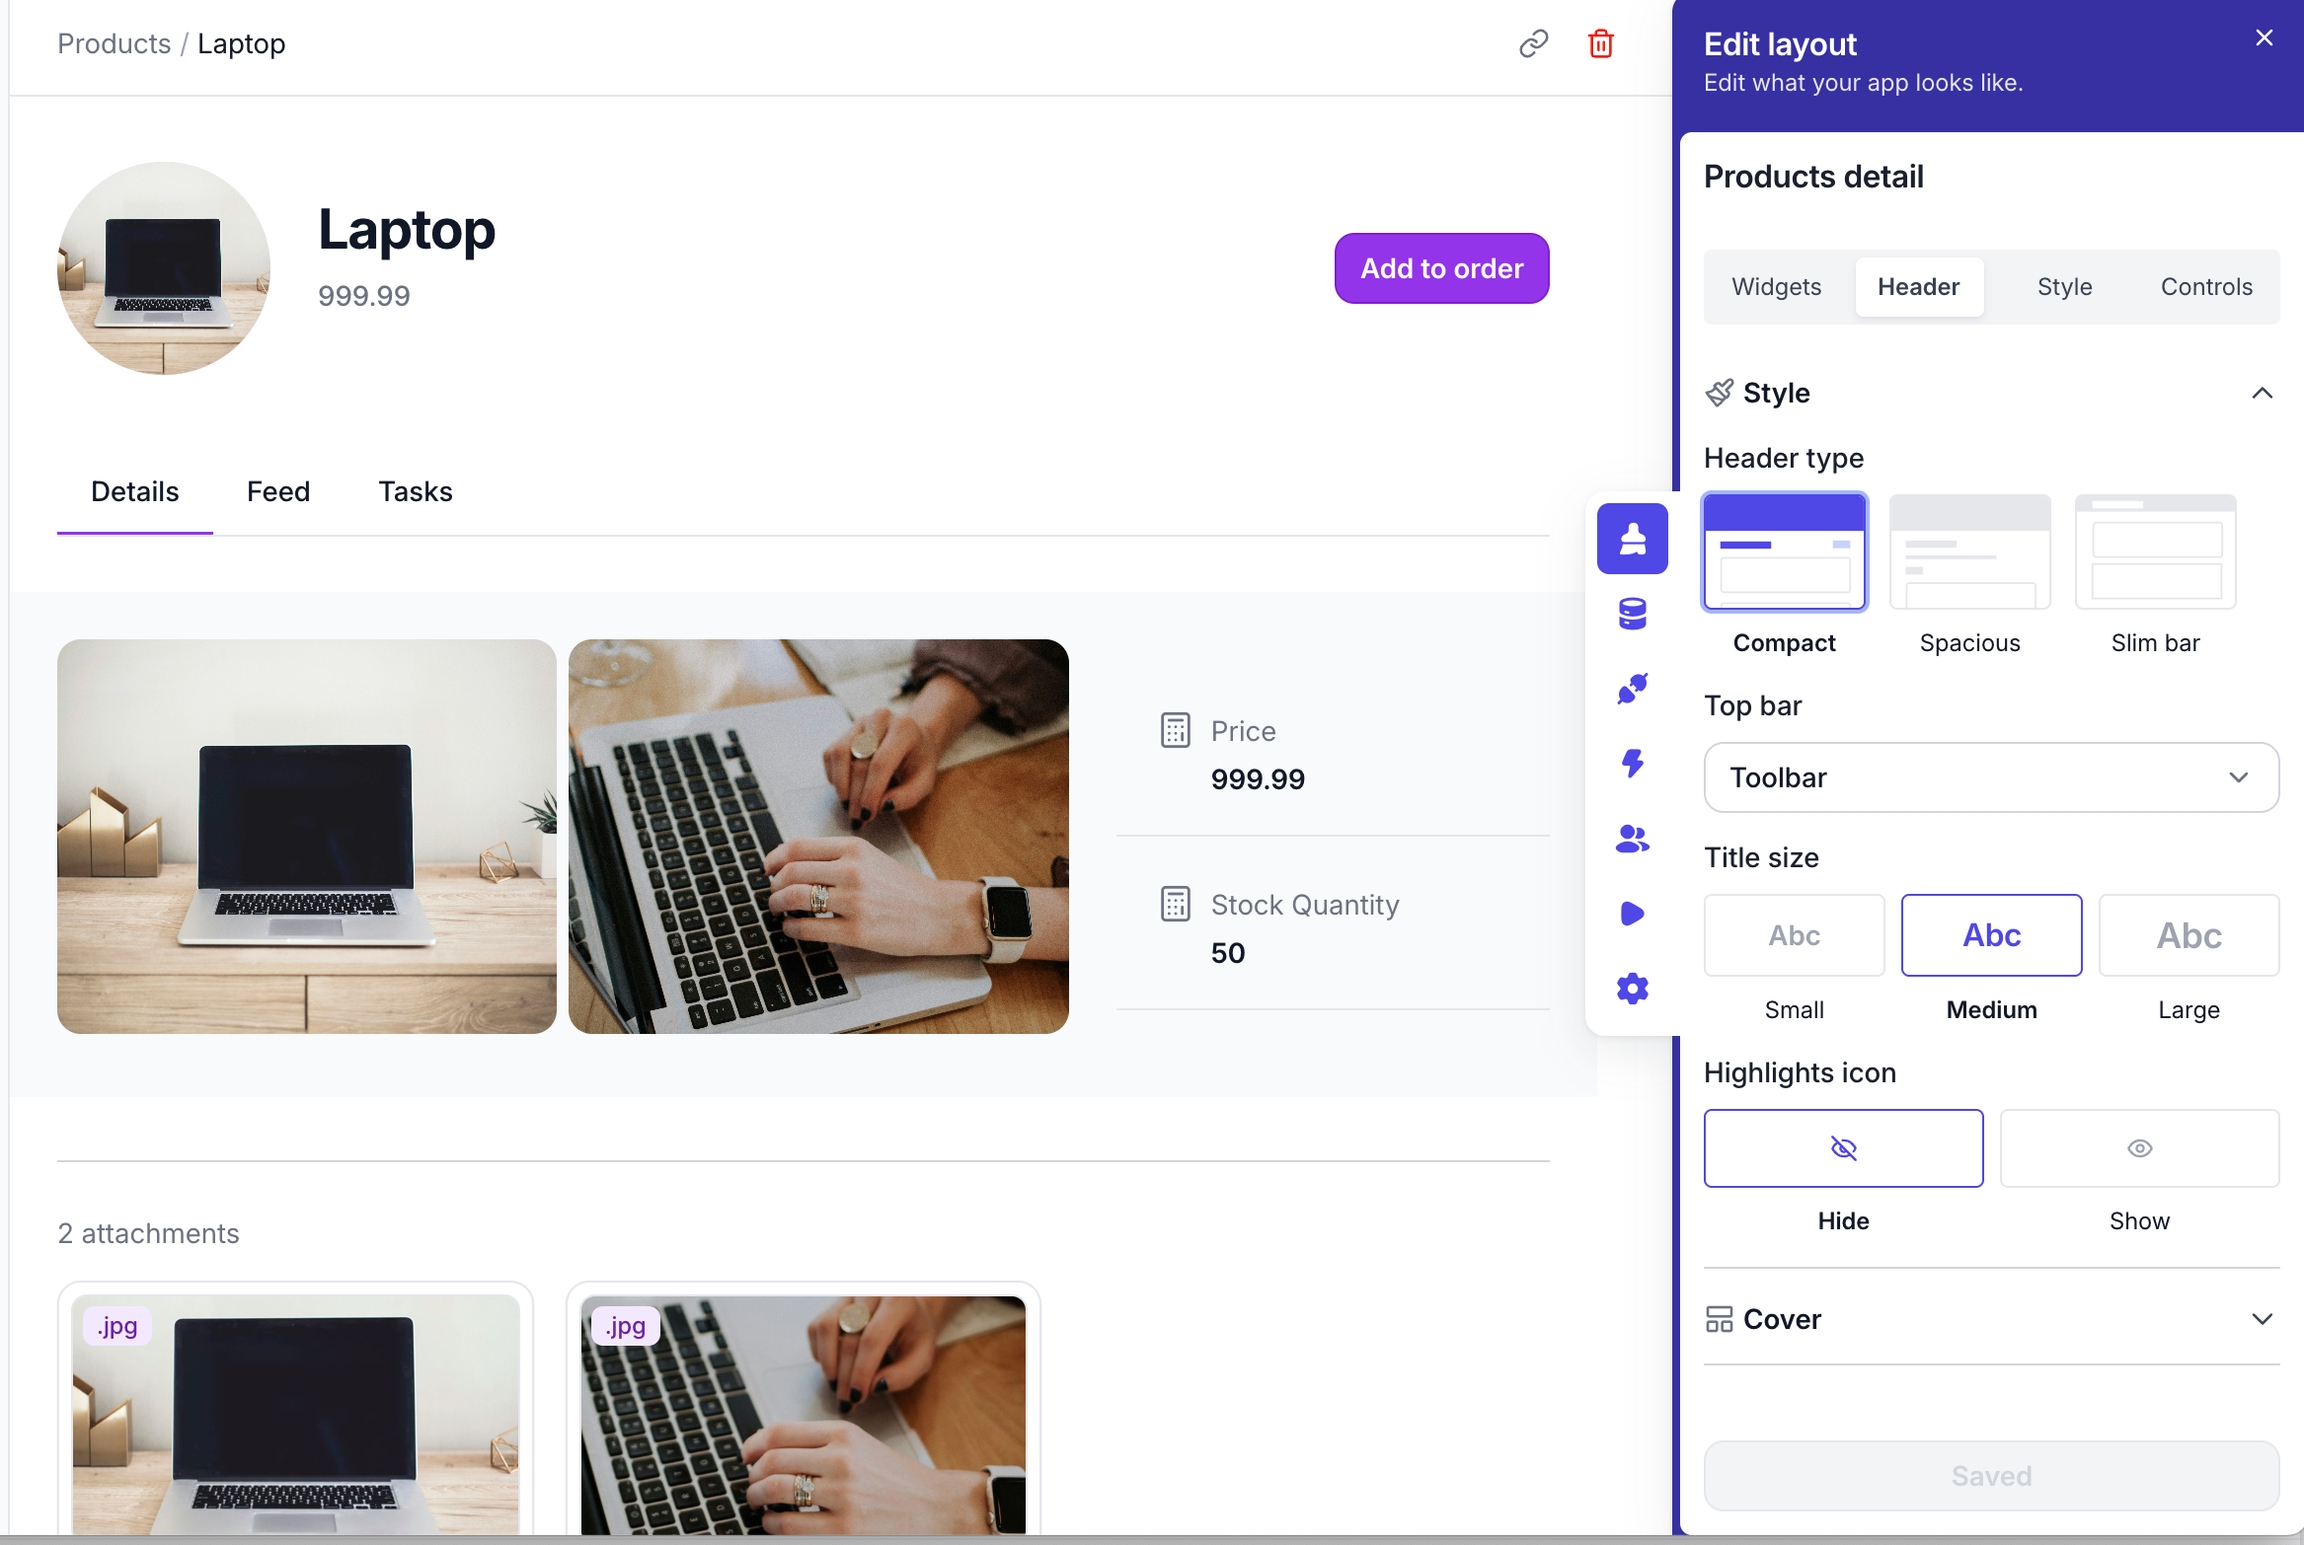 Products / Laptop
Laptop
999.99
Add to order
Details
Feed
Tasks
Price
999.99
Stock Quantity
50
2 attachments
.jpg
.jpg
Edit layout
Edit what your app looks like.
Products detail
Widgets
Header
Style
Controls
Style
Header type
Compact
Spacious
Slim bar
Top bar
Toolbar
Title size
Abc
Abc
Abc
Small
Medium
Large
Highlights icon
Hide
Show
Cover
Saved